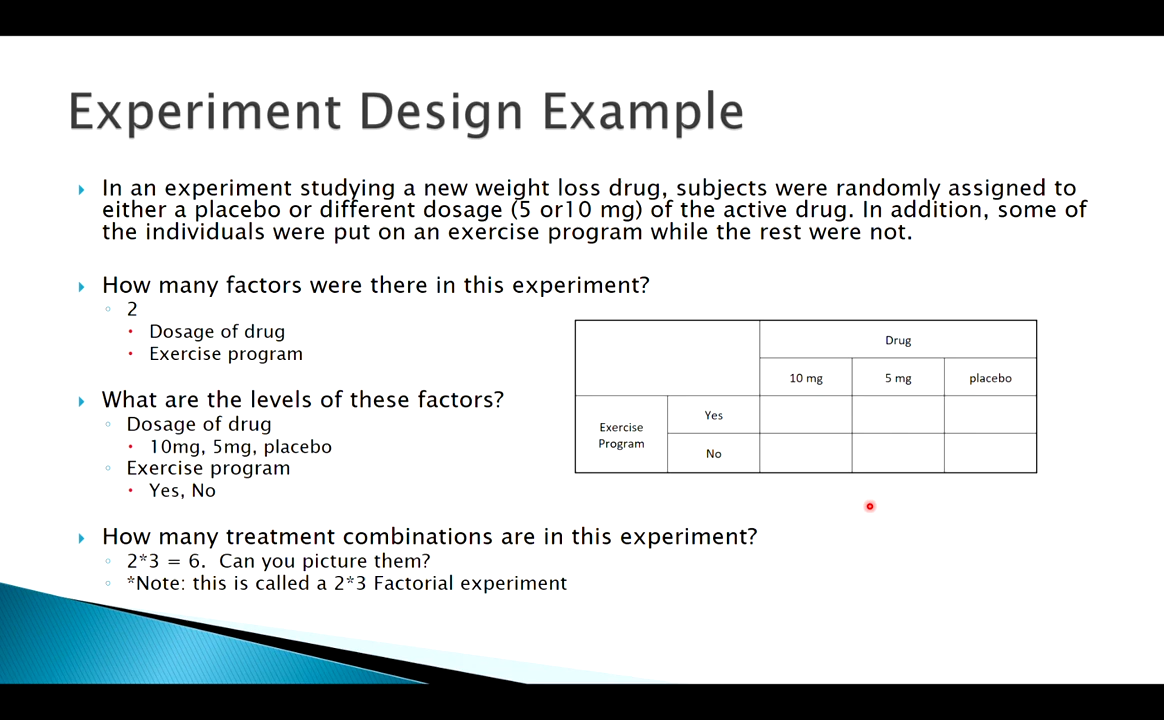 Experiment Design Example
In an experiment studying a new weight loss drug, subjects were randomly assigned to
either a placebo or different dosage (5 or10 mg) of the active drug. In addition, some of
the individuals were put on an exercise program while the rest were not.
How many factors were there in this experiment?
2
Dosage of drug
Exercise program
What are the levels of these factors?
Dosage of drug
10mg, 5mg, placebo
Exercise program
Yes, No
How many treatment combinations are in this experiment?
2*3 = 6. Can you picture them?
*Note: this is called a 2*3 Factorial experiment
Drug
10 mg 5 mg placebo
Exercise
Program
Yes
No